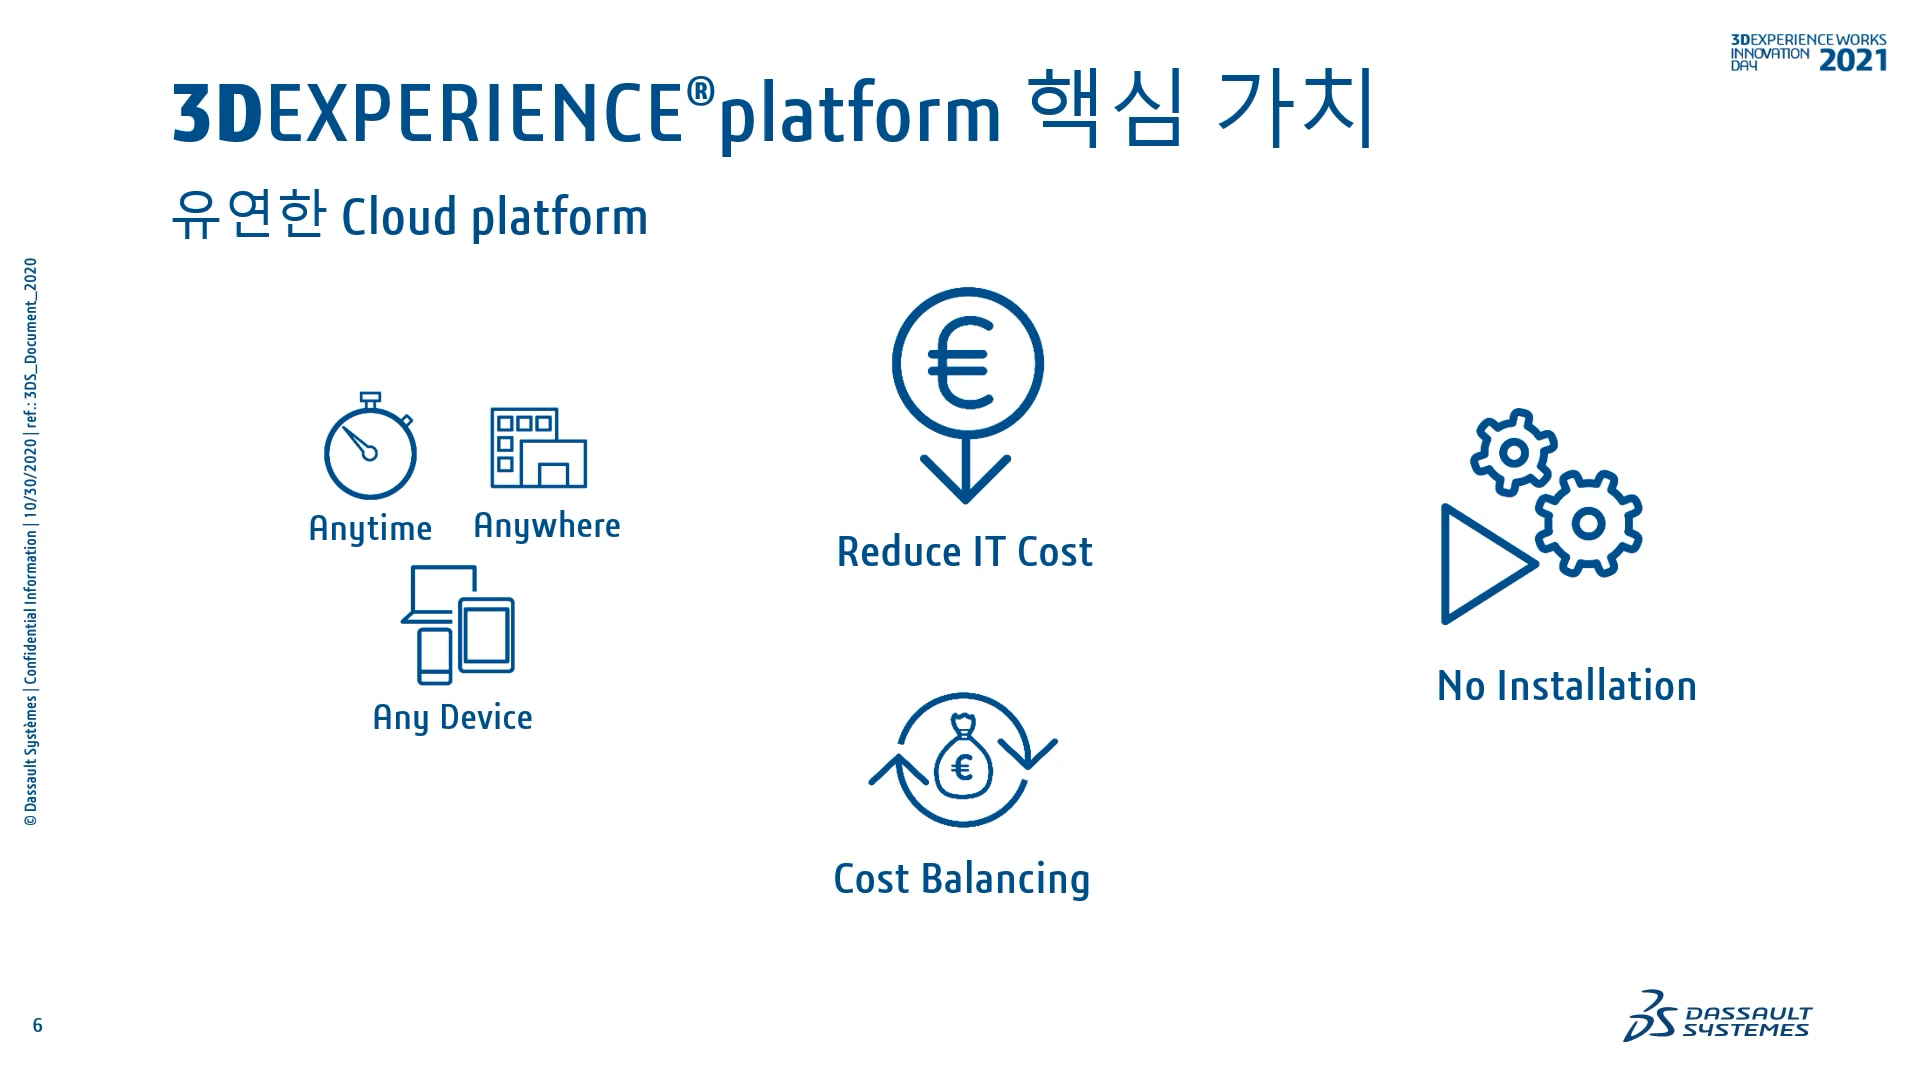 3DEXPERIENCE WORKS
INNOVATION
DAY 2021
3DEXPERIENCE®platform 핵심 가치
유연한 Cloud platform
Anytime
Anywhere
Any Device
€
Reduce IT Cost
€
Cost Balancing
No Installation
© Dassault Systèmes | Confidential Information | 10/30/2020 | ref.: 3DS_Document_2020
6
3DS DASSAULT
SYSTEMES